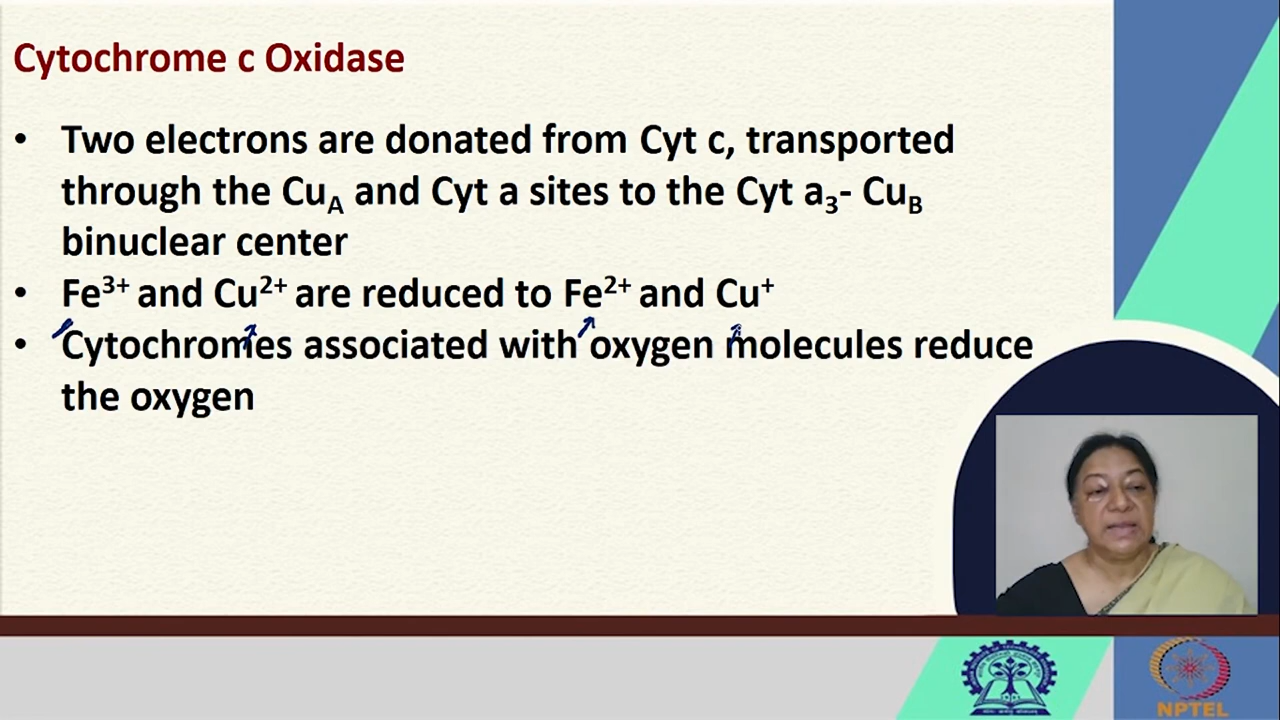 Cytochrome c Oxidase
• Two electrons are donated from Cyt c, transported
through the Cu_A and Cyt a sites to the Cyt a₃- Cu_B
binuclear center
• Fe³⁺ and Cu²⁺ are reduced to Fe²⁺ and Cu⁺
• Cytochromes associated with oxygen molecules reduce
the oxygen
NPTEL